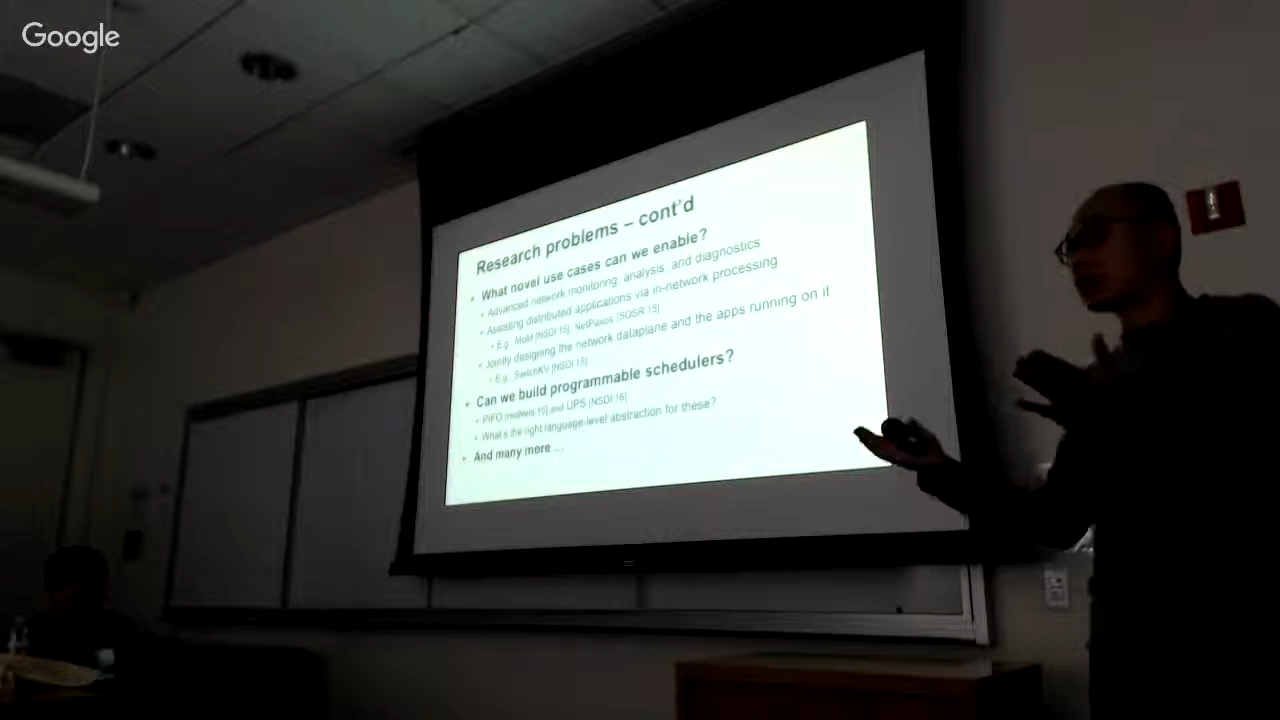 Google
Research problems – cont'd
• What novel use cases can we enable?
• Advanced network monitoring, analysis, and diagnostics
• Assisting distributed applications via in-network processing
• E.g., MoM [NSDI 15], NetPaxos [SOSR 15]
• Jointly designing the network dataplane and the apps running on it
• E.g., SwitchKV [NSDI 15]
• Can we build programmable schedulers?
• PIFO [HotNets 15] and UPS [NSDI 16]
• What's the right language-level abstraction for these?
• And many more …